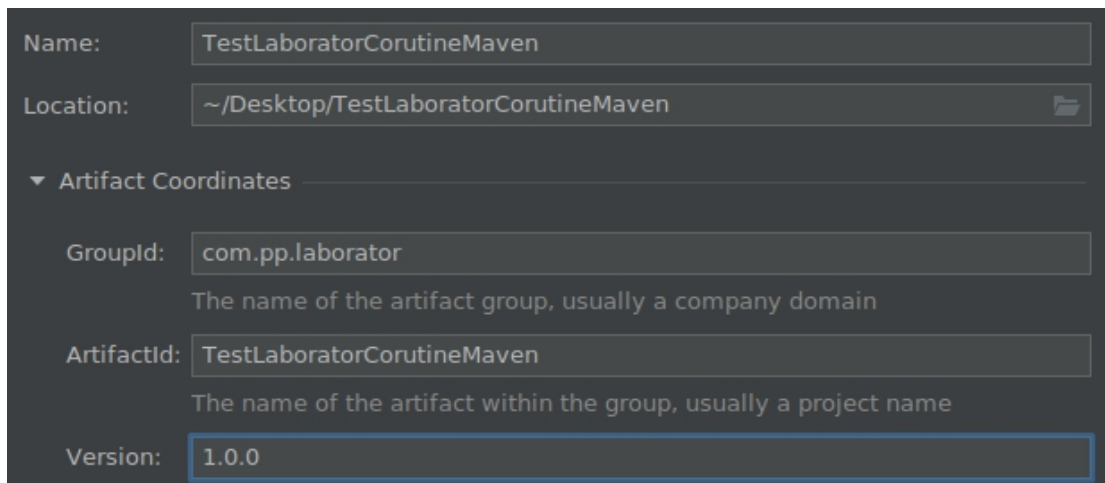 Name: TestLaboratorCorutineMaven
Location: ~/Desktop/TestLaboratorCorutineMaven
Artifact Coordinates
GroupId: com.pp.laborator
The name of the artifact group, usually a company domain
ArtifactId: TestLaboratorCorutineMaven
The name of the artifact within the group, usually a project name
Version: 1.0.0